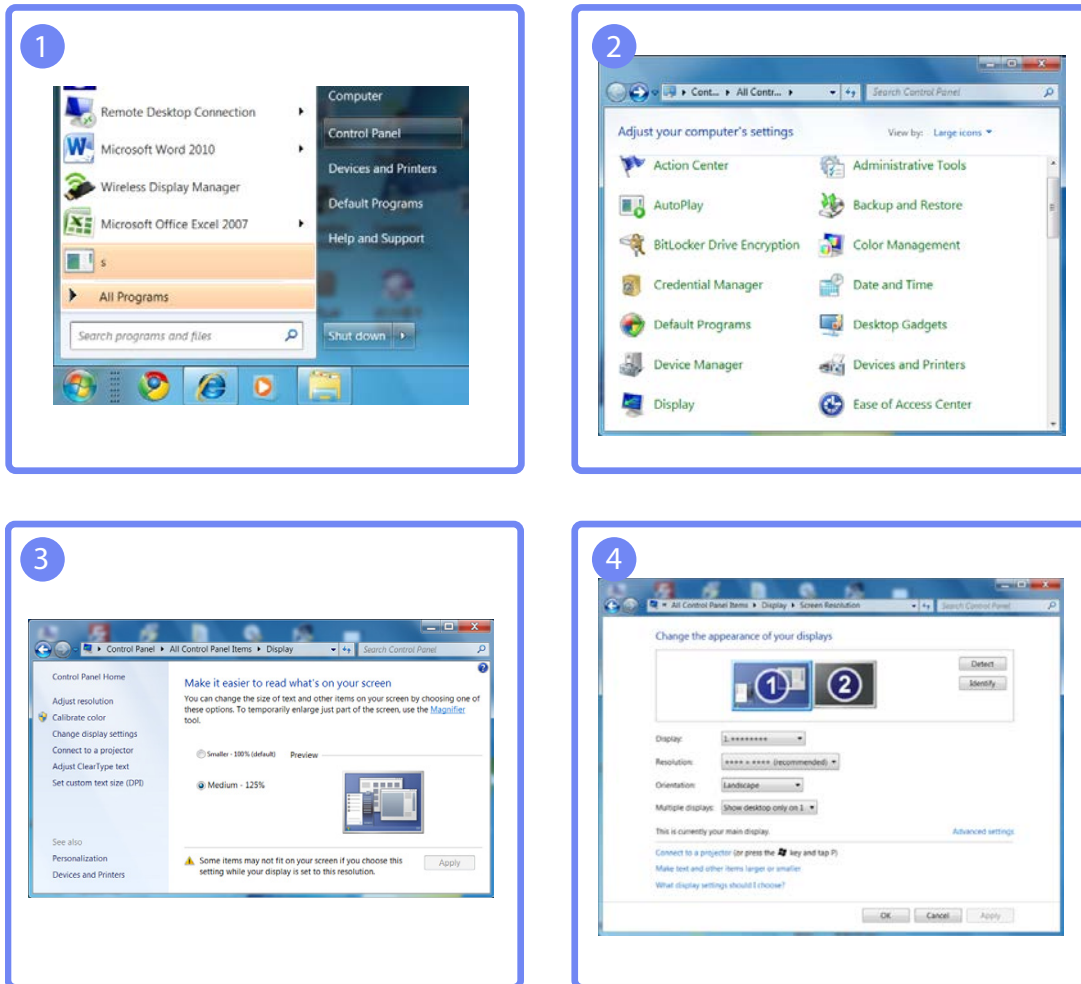 1
Remote Desktop Connection
Microsoft Word 2010
Wireless Display Manager
Microsoft Office Excel 2007
s
All Programs
Search programs and files
Computer
Control Panel
Devices and Printers
Default Programs
Help and Support
Shut down
2
Cont... All Contr...
Search Control Panel
Adjust your computer's settings
View by: Large icons
Action Center
Administrative Tools
AutoPlay
Backup and Restore
BitLocker Drive Encryption
Color Management
Credential Manager
Date and Time
Default Programs
Desktop Gadgets
Device Manager
Devices and Printers
Display
Ease of Access Center
3
Control Panel All Control Panel Items Display
Search Control Panel
Control Panel Home
Adjust resolution
Calibrate color
Change display settings
Connect to a projector
Adjust ClearType text
Set custom text size (DPI)
See also
Personalization
Devices and Printers
Make it easier to read what's on your screen
You can change the size of text and other items on your screen by choosing one of
these options. To temporarily enlarge just part of the screen, use the Magnifier
tool.
Smaller - 100% (default) Preview
Medium - 125%
Some items may not fit on your screen if you choose this
setting while your display is set to this resolution.
Apply
4
All Control Panel Items Display Screen Resolution
Search Control Panel
Change the appearance of your displays
1 2
Detect
Identify
Display: 1. ********
Resolution: **** × **** (recommended)
Orientation: Landscape
Multiple displays: Show desktop only on 1
This is currently your main display.
Advanced settings
Connect to a projector (or press the key and tap P)
Make text and other items larger or smaller
What display settings should I choose?
OK Cancel Apply